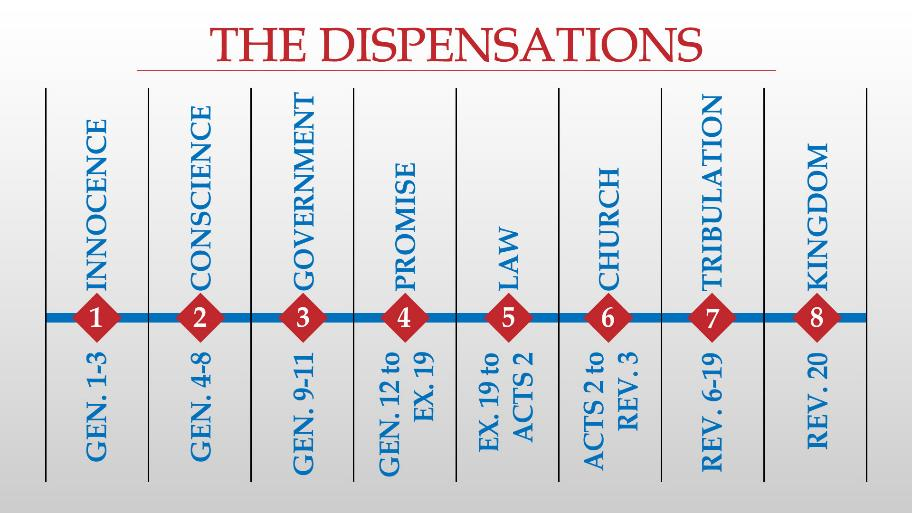 THE DISPENSATIONS
INNOCENCE
1
GEN. 1-3
CONSCIENCE
2
GEN. 4-8
GOVERNMENT
3
GEN. 9-11
PROMISE
4
GEN. 12 to
EX. 19
LAW
5
EX. 19 to
ACTS 2
CHURCH
6
ACTS 2 to
REV. 3
TRIBULATION
7
REV. 6-19
KINGDOM
8
REV. 20